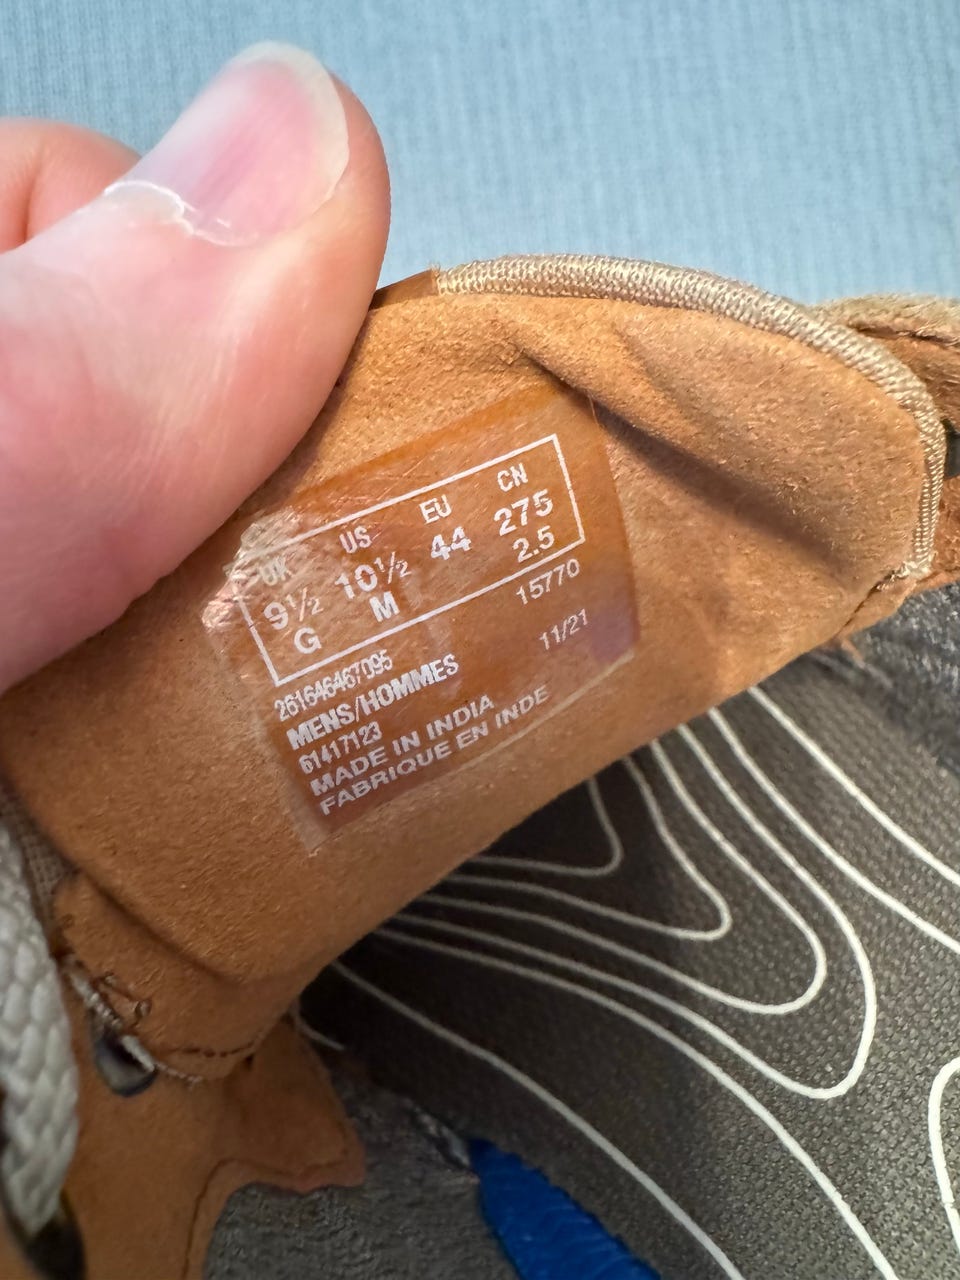 UK US EU CN
9½ 10½ 44 275
G M 2.5
261646467095 15770
MENS/HOMMES 11/21
61417123
MADE IN INDIA
FABRIQUE EN INDE